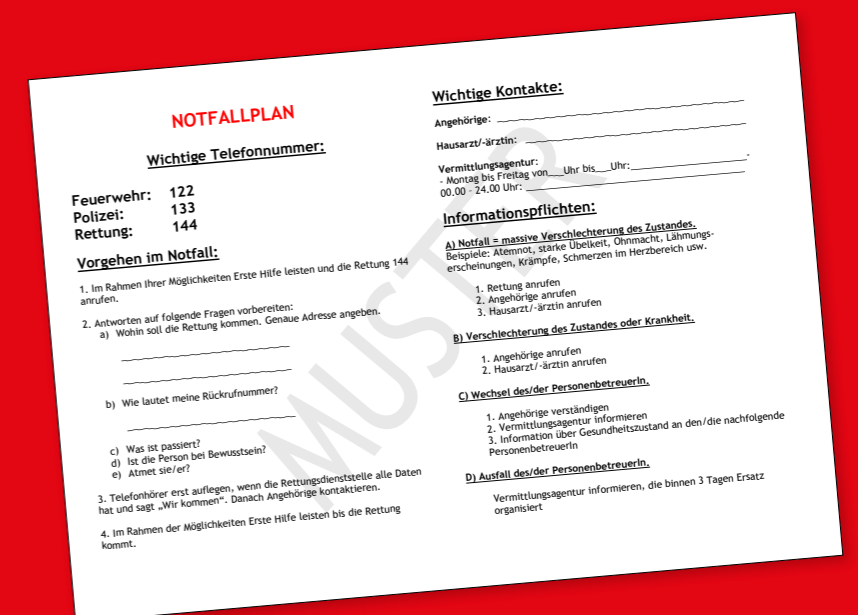 NOTFALLPLAN
Wichtige Telefonnummer:
Feuerwehr: 122
Polizei: 133
Rettung: 144
Vorgehen im Notfall:
1. Im Rahmen Ihrer Möglichkeiten Erste Hilfe leisten und die Rettung 144
anrufen.
2. Antworten auf folgende Fragen vorbereiten:
a) Wohin soll die Rettung kommen. Genaue Adresse angeben.
b) Wie lautet meine Rückrufnummer?
c) Was ist passiert?
d) Ist die Person bei Bewusstsein?
e) Atmet sie/er?
3. Telefonhörer erst auflegen, wenn die Rettungsdienststelle alle Daten
hat und sagt „Wir kommen“. Danach Angehörige kontaktieren.
4. Im Rahmen der Möglichkeiten Erste Hilfe leisten bis die Rettung
kommt.
Wichtige Kontakte:
Angehörige: ___
Hausarzt/-ärztin: ___
Vermittlungsagentur:
- Montag bis Freitag von___Uhr bis___Uhr:___-
00.00 - 24.00 Uhr: ___
Informationspflichten:
A) Notfall = massive Verschlechterung des Zustandes.
Beispiele: Atemnot, starke Übelkeit, Ohnmacht, Lähmungs-
erscheinungen, Krämpfe, Schmerzen im Herzbereich usw.
1. Rettung anrufen
2. Angehörige anrufen
3. Hausarzt/-ärztin anrufen
B) Verschlechterung des Zustandes oder Krankheit.
1. Angehörige anrufen
2. Hausarzt/-ärztin anrufen
C) Wechsel des/der PersonenbetreuerIn.
1. Angehörige verständigen
2. Vermittlungsagentur informieren
3. Information über Gesundheitszustand an den/die nachfolgende
PersonenbetreuerIn
D) Ausfall des/der PersonenbetreuerIn.
Vermittlungsagentur informieren, die binnen 3 Tagen Ersatz
organisiert
MUSTER